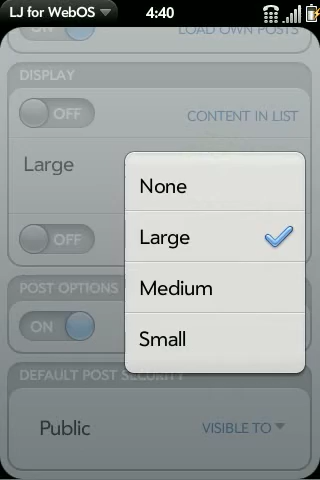 LJ for WebOS 4:40
ON LOAD OWN POSTS
DISPLAY
OFF CONTENT IN LIST
Large
None
Large
Medium
Small
OFF
POST OPTIONS
ON
DEFAULT POST SECURITY
Public VISIBLE TO